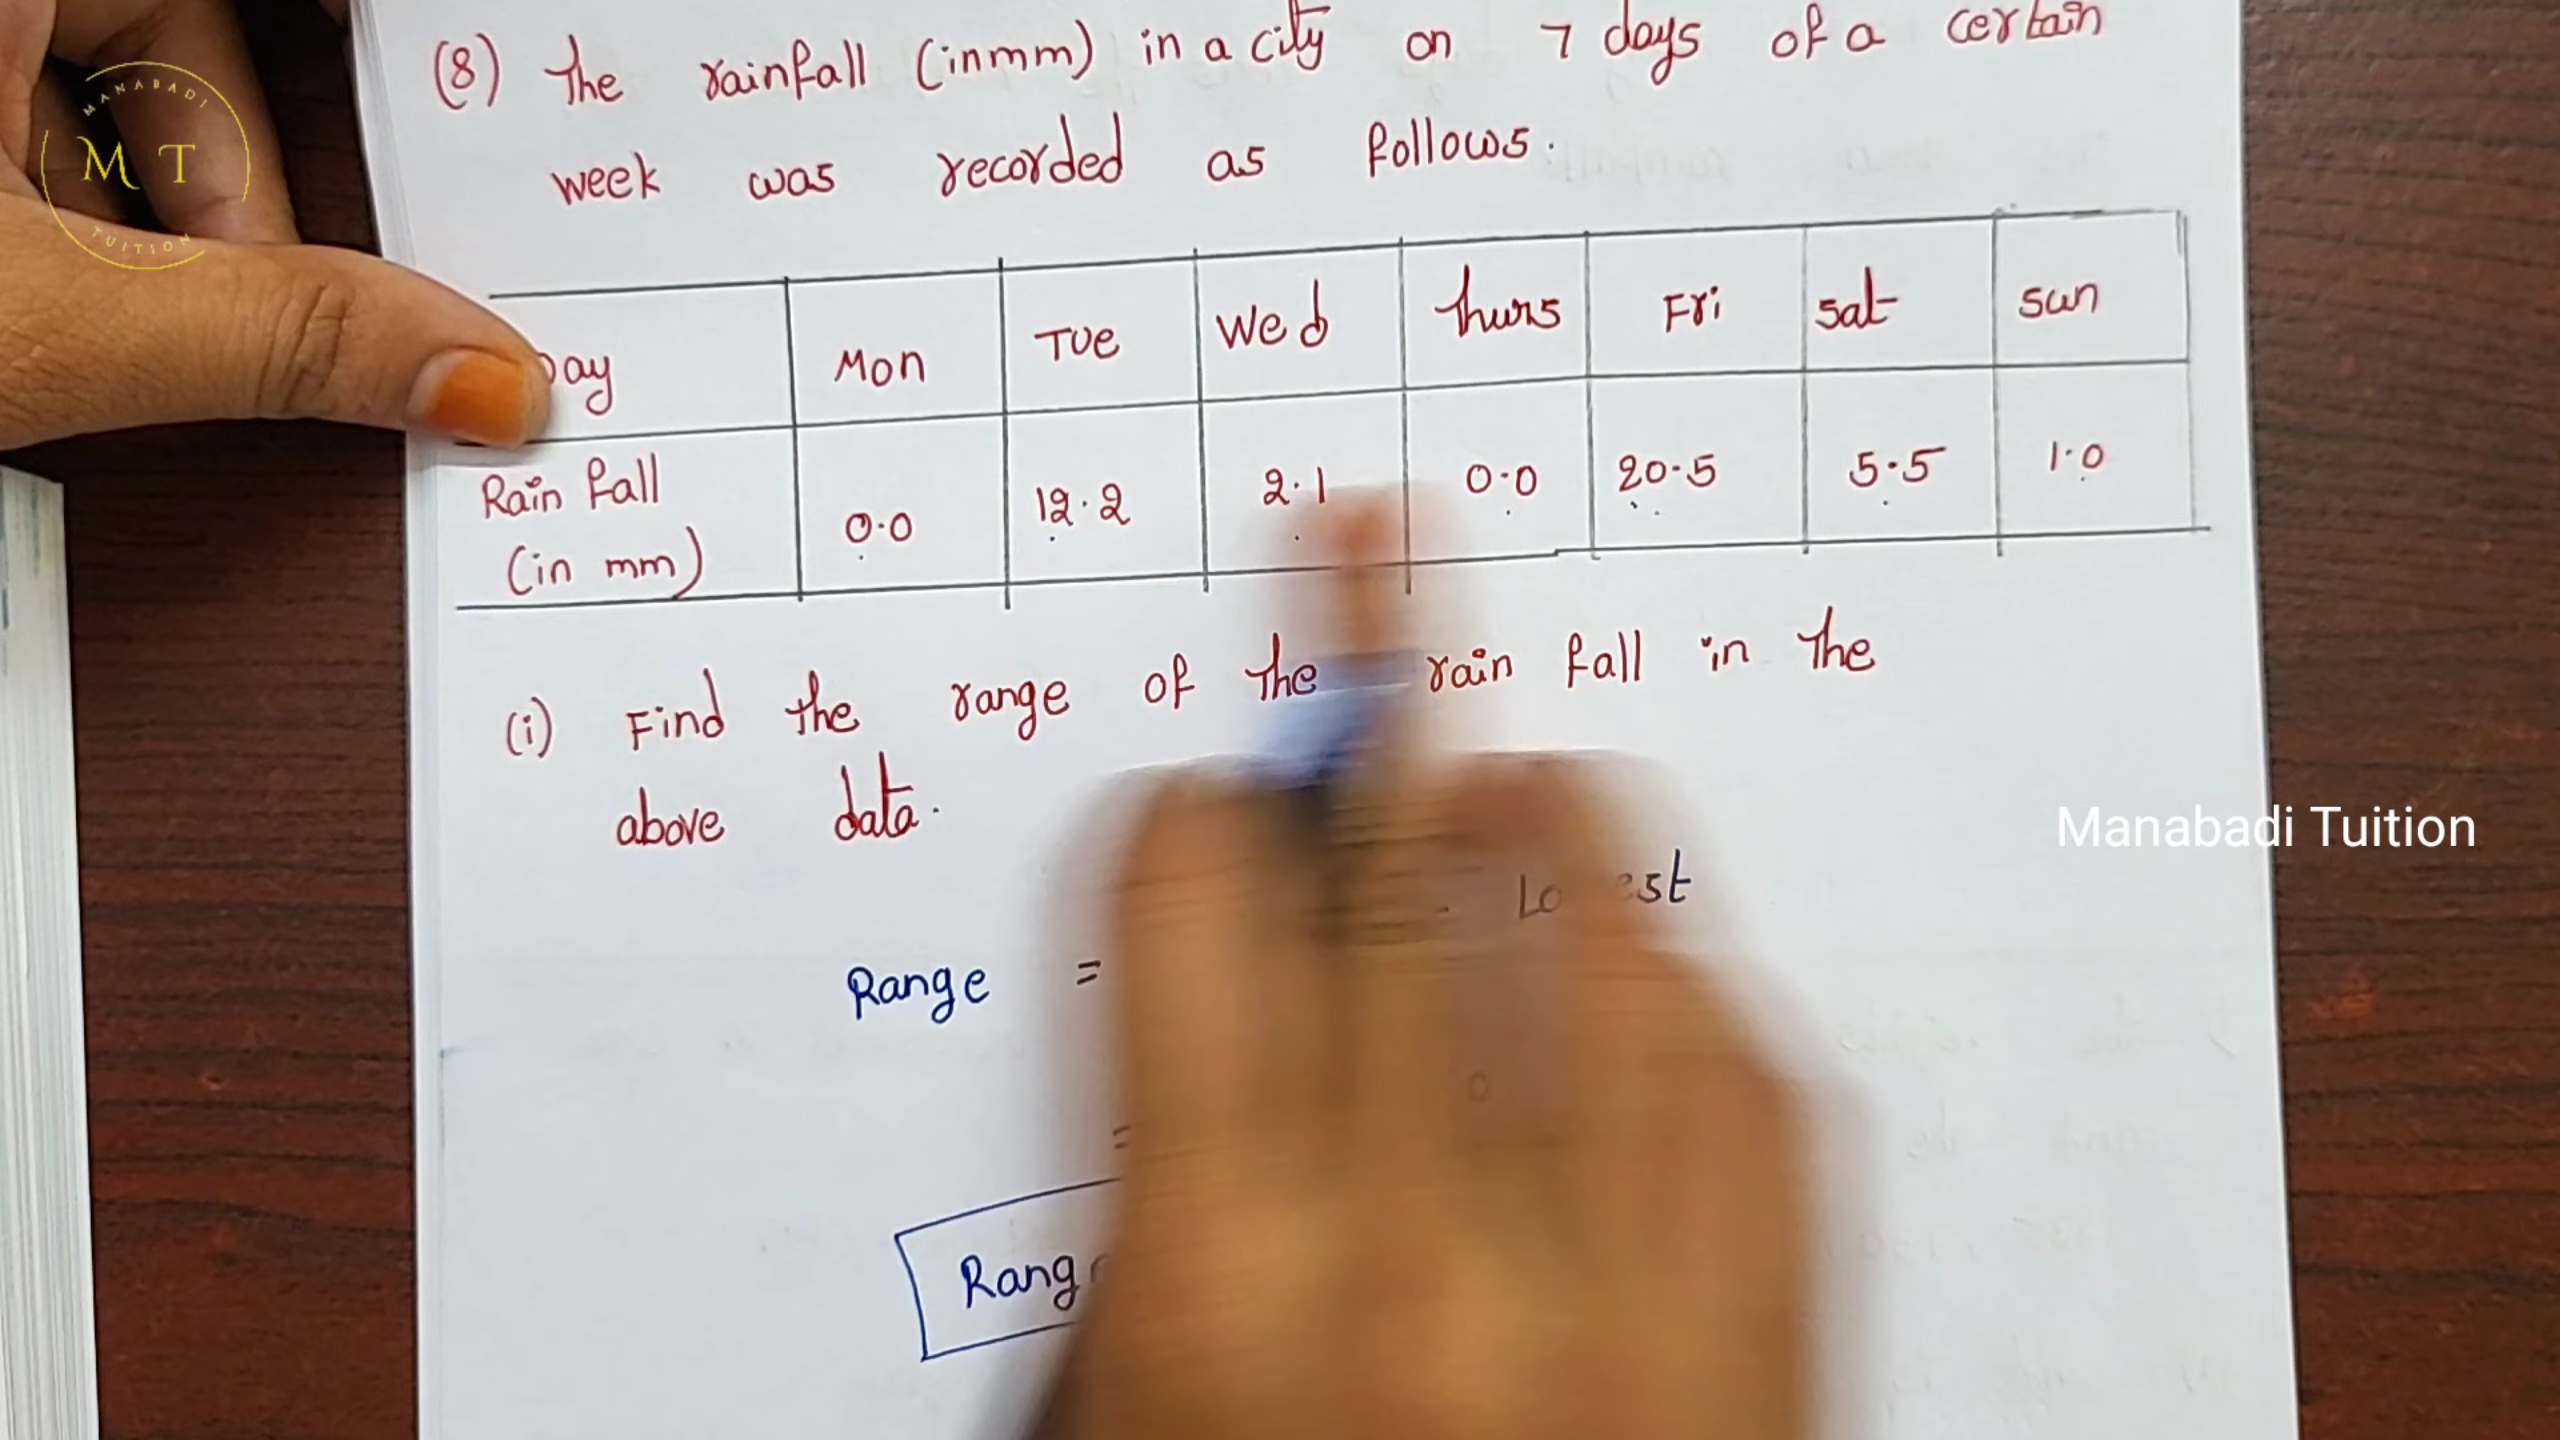 MANABADI
M T
TUITION
(8) The rainfall (in mm) in a city on 7 days of a certain
week was recorded as follows.
Day Mon Tue Wed Thurs Fri Sat Sun
Rain fall (in mm) 0.0 12.2 2.1 0.0 20.5 5.5 1.0
(i) Find the range of the rain fall in the
above data.
Manabadi Tuition
Range =
=